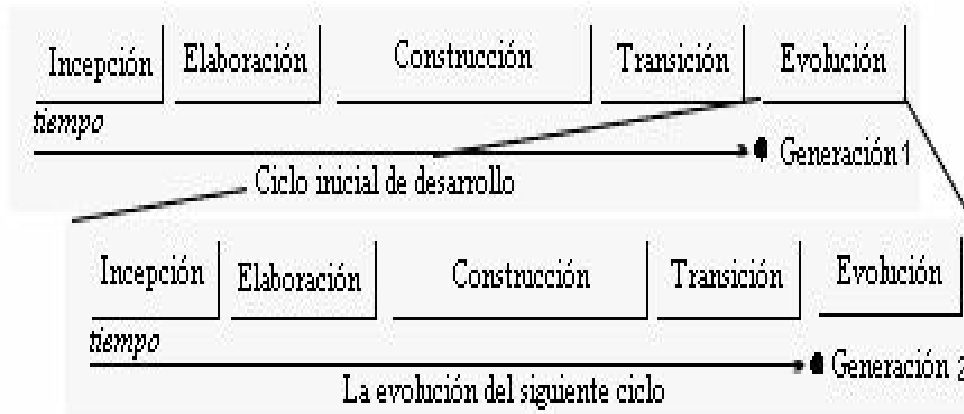 Incepción Elaboración Construcción Transición Evolución
tiempo
Generación 1
Ciclo inicial de desarrollo
Incepción Elaboración Construcción Transición Evolución
tiempo
Generación 2
La evolución del siguiente ciclo